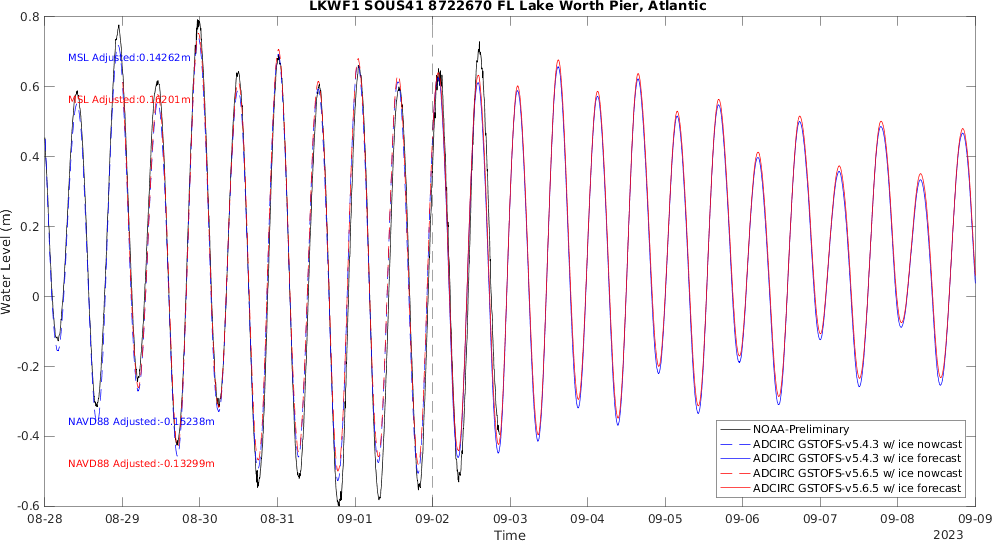 LKWF1 SOUS41 8722670 FL Lake Worth Pier, Atlantic
0.8
0.6
0.4
0.2
0
-0.2
-0.4
-0.6
Water Level (m)
MSL Adjusted:0.14262m
MSL Adjusted:0.16201m
NAVD88 Adjusted:-0.15238m
NAVD88 Adjusted:-0.13299m
NOAA-Preliminary
ADCIRC GSTOFS-v5.4.3 w/ ice nowcast
ADCIRC GSTOFS-v5.4.3 w/ ice forecast
ADCIRC GSTOFS-v5.6.5 w/ ice nowcast
ADCIRC GSTOFS-v5.6.5 w/ ice forecast
08-28 08-29 08-30 08-31 09-01 09-02 09-03 09-04 09-05 09-06 09-07 09-08 09-09
Time
2023